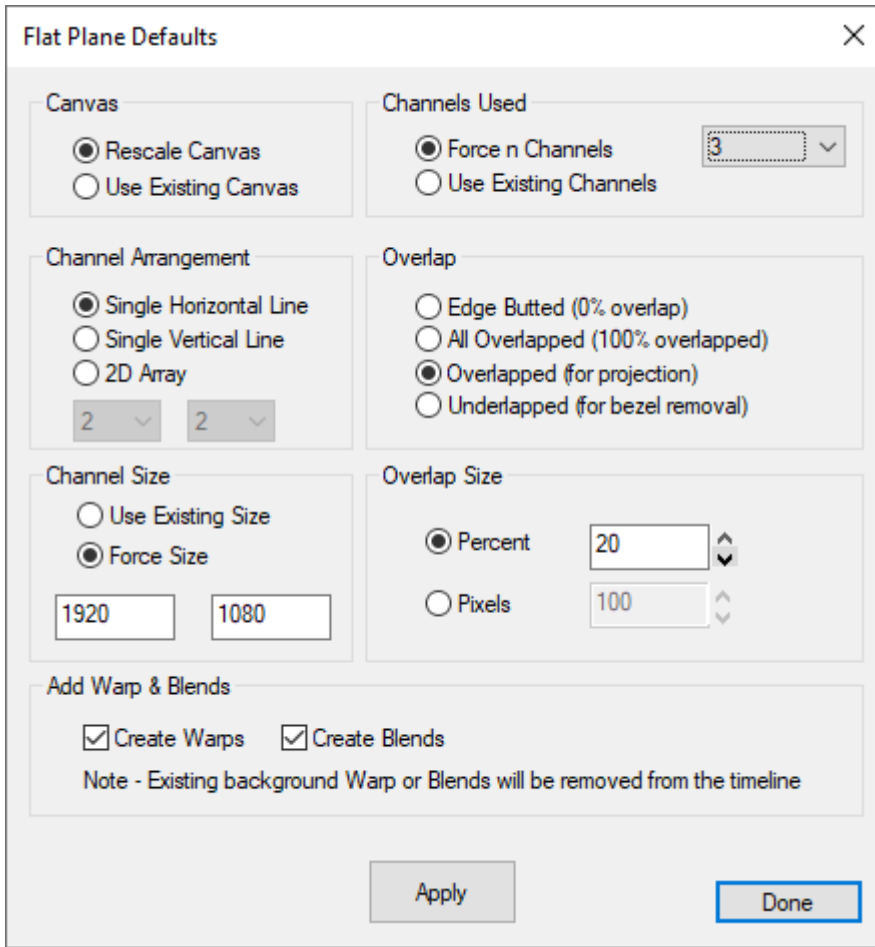 Flat Plane Defaults
Canvas
Rescale Canvas
Use Existing Canvas
Channels Used
Force n Channels
3
Use Existing Channels
Channel Arrangement
Single Horizontal Line
Single Vertical Line
2D Array
2 2
Overlap
Edge Butted (0% overlap)
All Overlapped (100% overlapped)
Overlapped (for projection)
Underlapped (for bezel removal)
Channel Size
Use Existing Size
Force Size
1920 1080
Overlap Size
Percent 20
Pixels 100
Add Warp & Blends
Create Warps Create Blends
Note - Existing background Warp or Blends will be removed from the timeline
Apply
Done